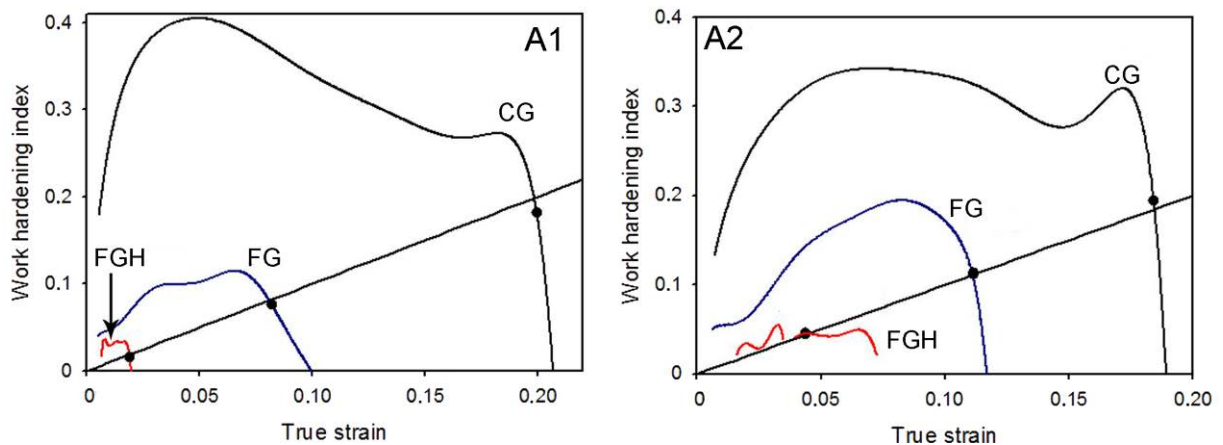 A1
Work hardening index
0.4
0.3
0.2
0.1
0
CG
FG
FGH
0 0.05 0.10 0.15 0.20
True strain
A2
Work hardening index
0.4
0.3
0.2
0.1
0
CG
FG
FGH
0 0.05 0.10 0.15 0.20
True strain